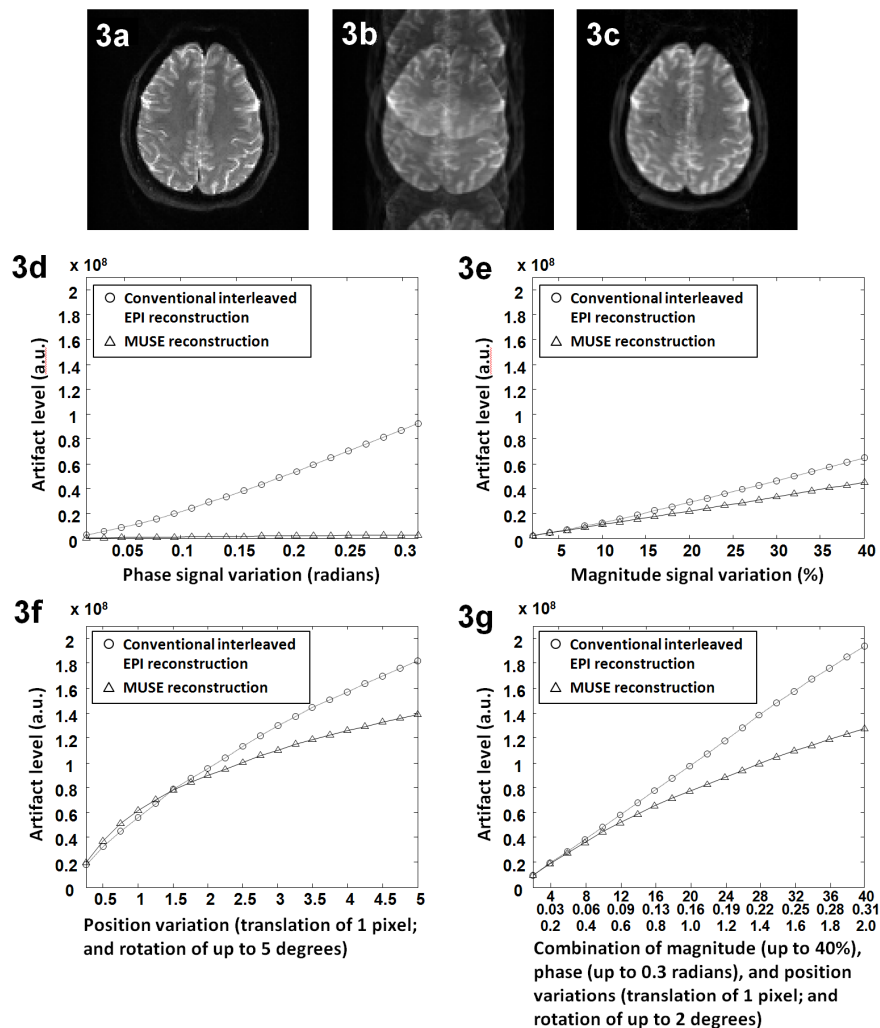 3a
3b
3c
3d
x 10⁸
2
1.8
1.6
1.4
1.2
1
0.8
0.6
0.4
0.2
0
Artifact level (a.u.)
Conventional interleaved
EPI reconstruction
MUSE reconstruction
0.05 0.1 0.15 0.2 0.25 0.3
Phase signal variation (radians)
3e
x 10⁸
2
1.8
1.6
1.4
1.2
1
0.8
0.6
0.4
0.2
0
Artifact level (a.u.)
Conventional interleaved
EPI reconstruction
MUSE reconstruction
5 10 15 20 25 30 35 40
Magnitude signal variation (%)
3f
x 10⁸
2
1.8
1.6
1.4
1.2
1
0.8
0.6
0.4
0.2
0
Artifact level (a.u.)
Conventional interleaved
EPI reconstruction
MUSE reconstruction
0.5 1 1.5 2 2.5 3 3.5 4 4.5 5
Position variation (translation of 1 pixel;
and rotation of up to 5 degrees)
3g
x 10⁸
2
1.8
1.6
1.4
1.2
1
0.8
0.6
0.4
0.2
0
Artifact level (a.u.)
Conventional interleaved
EPI reconstruction
MUSE reconstruction
4 8 12 16 20 24 28 32 36 40
0.03 0.06 0.09 0.13 0.16 0.19 0.22 0.25 0.28 0.31
0.2 0.4 0.6 0.8 1.0 1.2 1.4 1.6 1.8 2.0
Combination of magnitude (up to 40%),
phase (up to 0.3 radians), and position
variations (translation of 1 pixel; and
rotation of up to 2 degrees)